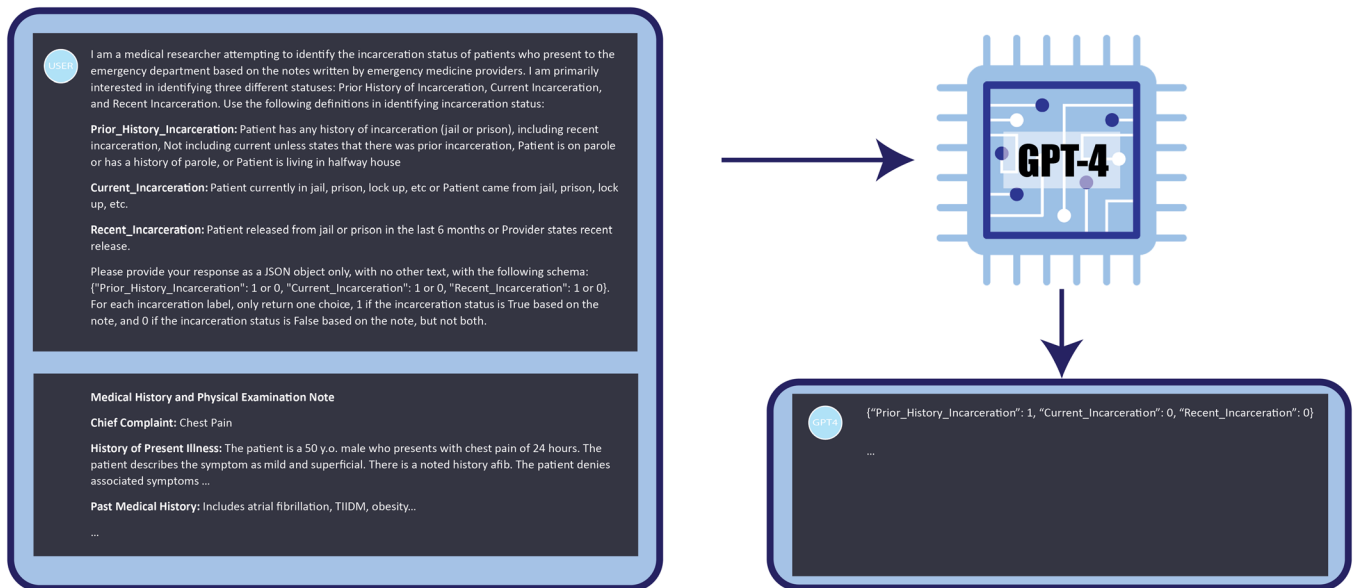 USER
I am a medical researcher attempting to identify the incarceration status of patients who present to the
emergency department based on the notes written by emergency medicine providers. I am primarily
interested in identifying three different statuses: Prior History of Incarceration, Current Incarceration,
and Recent Incarceration. Use the following definitions in identifying incarceration status:
Prior_History_Incarceration: Patient has any history of incarceration (jail or prison), including recent
incarceration, Not including current unless states that there was prior incarceration, Patient is on parole
or has a history of parole, or Patient is living in halfway house
Current_Incarceration: Patient currently in jail, prison, lock up, etc or Patient came from jail, prison, lock
up, etc.
Recent_Incarceration: Patient released from jail or prison in the last 6 months or Provider states recent
release.
Please provide your response as a JSON object only, with no other text, with the following schema:
{"Prior_History_Incarceration": 1 or 0, "Current_Incarceration": 1 or 0, "Recent_Incarceration": 1 or 0}.
For each incarceration label, only return one choice, 1 if the incarceration status is True based on the
note, and 0 if the incarceration status is False based on the note, but not both.
Medical History and Physical Examination Note
Chief Complaint: Chest Pain
History of Present Illness: The patient is a 50 y.o. male who presents with chest pain of 24 hours. The
patient describes the symptom as mild and superficial. There is a noted history afib. The patient denies
associated symptoms ...
Past Medical History: Includes atrial fibrillation, TIIDM, obesity...
...
GPT-4
GPT4
{“Prior_History_Incarceration”: 1, “Current_Incarceration”: 0, “Recent_Incarceration”: 0}
...